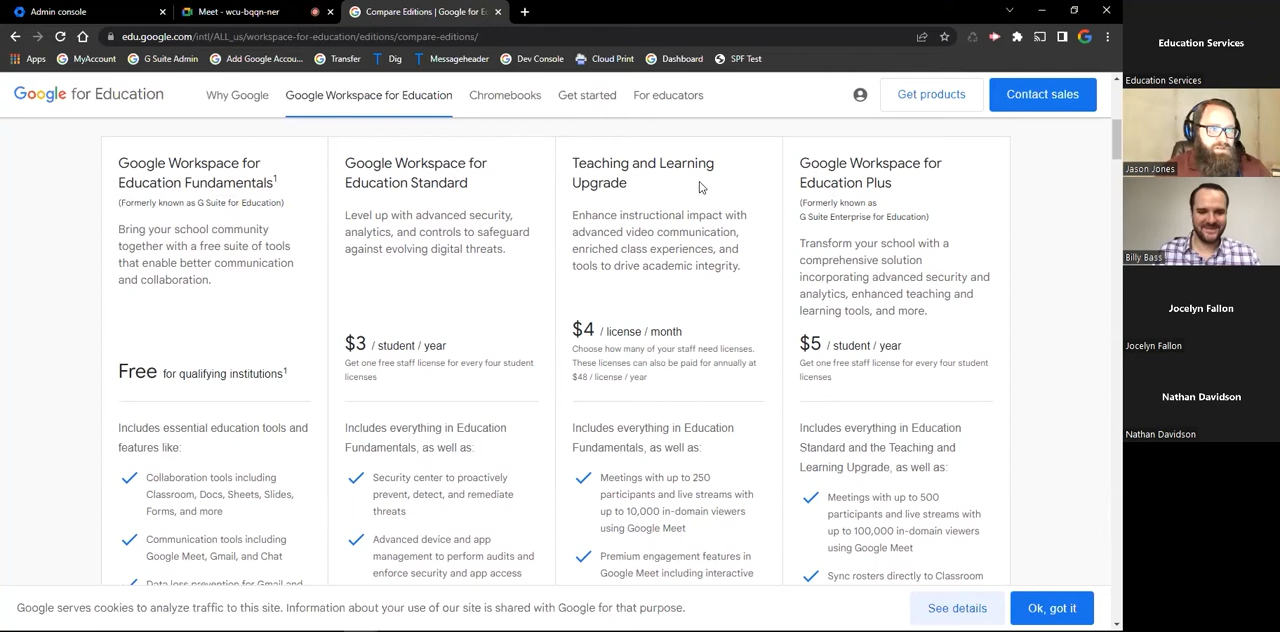 Admin console
Meet - wcu-bqqn-ner
Compare Editions | Google for E
edu.google.com/intl/ALL_us/workspace-for-education/editions/compare-editions/
Apps
MyAccount
G Suite Admin
Add Google Accou...
Transfer
Dig
Messageheader
Dev Console
Cloud Print
Dashboard
SPF Test
Google for Education
Why Google
Google Workspace for Education
Chromebooks
Get started
For educators
Get products
Contact sales
Google Workspace for
Education Fundamentals1
(Formerly known as G Suite for Education)
Bring your school community
together with a free suite of tools
that enable better communication
and collaboration.
Free for qualifying institutions1
Includes essential education tools and
features like:
Collaboration tools including
Classroom, Docs, Sheets, Slides,
Forms, and more
Communication tools including
Google Meet, Gmail, and Chat
Data loss prevention for Gmail and
Google Workspace for
Education Standard
Level up with advanced security,
analytics, and controls to safeguard
against evolving digital threats.
$3 / student / year
Get one free staff license for every four student
licenses
Includes everything in Education
Fundamentals, as well as:
Security center to proactively
prevent, detect, and remediate
threats
Advanced device and app
management to perform audits and
enforce security and app access
Teaching and Learning
Upgrade
Enhance instructional impact with
advanced video communication,
enriched class experiences, and
tools to drive academic integrity.
$4 / license / month
Choose how many of your staff need licenses.
These licenses can also be paid for annually at
$48 / license / year
Includes everything in Education
Fundamentals, as well as:
Meetings with up to 250
participants and live streams with
up to 10,000 in-domain viewers
using Google Meet
Premium engagement features in
Google Meet including interactive
Google Workspace for
Education Plus
(Formerly known as
G Suite Enterprise for Education)
Transform your school with a
comprehensive solution
incorporating advanced security and
analytics, enhanced teaching and
learning tools, and more.
$5 / student / year
Get one free staff license for every four student
licenses
Includes everything in Education
Standard and the Teaching and
Learning Upgrade, as well as:
Meetings with up to 500
participants and live streams with
up to 100,000 in-domain viewers
using Google Meet
Sync rosters directly to Classroom
Google serves cookies to analyze traffic to this site. Information about your use of our site is shared with Google for that purpose.
See details
Ok, got it
Education Services
Education Services
Jason Jones
Billy Bass
Jocelyn Fallon
Jocelyn Fallon
Nathan Davidson
Nathan Davidson